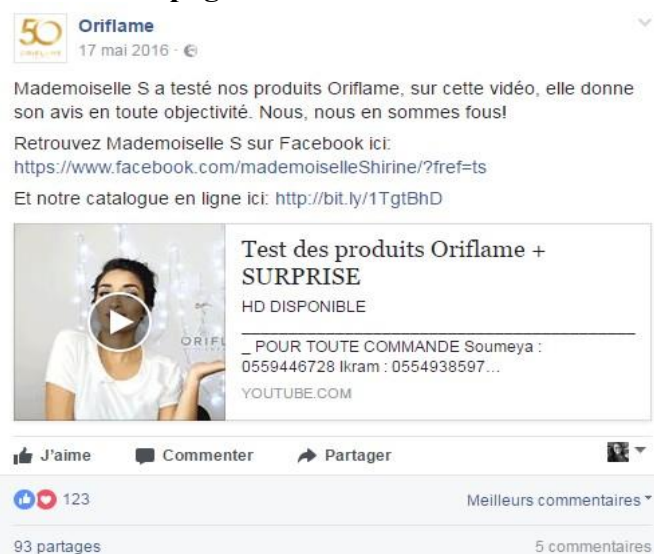 50 Oriflame
17 mai 2016 ·
Mademoiselle S a testé nos produits Oriflame, sur cette vidéo, elle donne
son avis en toute objectivité. Nous, nous en sommes fous!
Retrouvez Mademoiselle S sur Facebook ici:
https://www.facebook.com/mademoiselleShirine/?fref=ts
Et notre catalogue en ligne ici: http://bit.ly/1TgtBhD
ORIFL
Test des produits Oriflame +
SURPRISE
HD DISPONIBLE
_ POUR TOUTE COMMANDE Soumeya :
0559446728 Ikram : 0554938597...
YOUTUBE.COM
J'aime Commenter Partager
123 Meilleurs commentaires
93 partages 5 commentaires